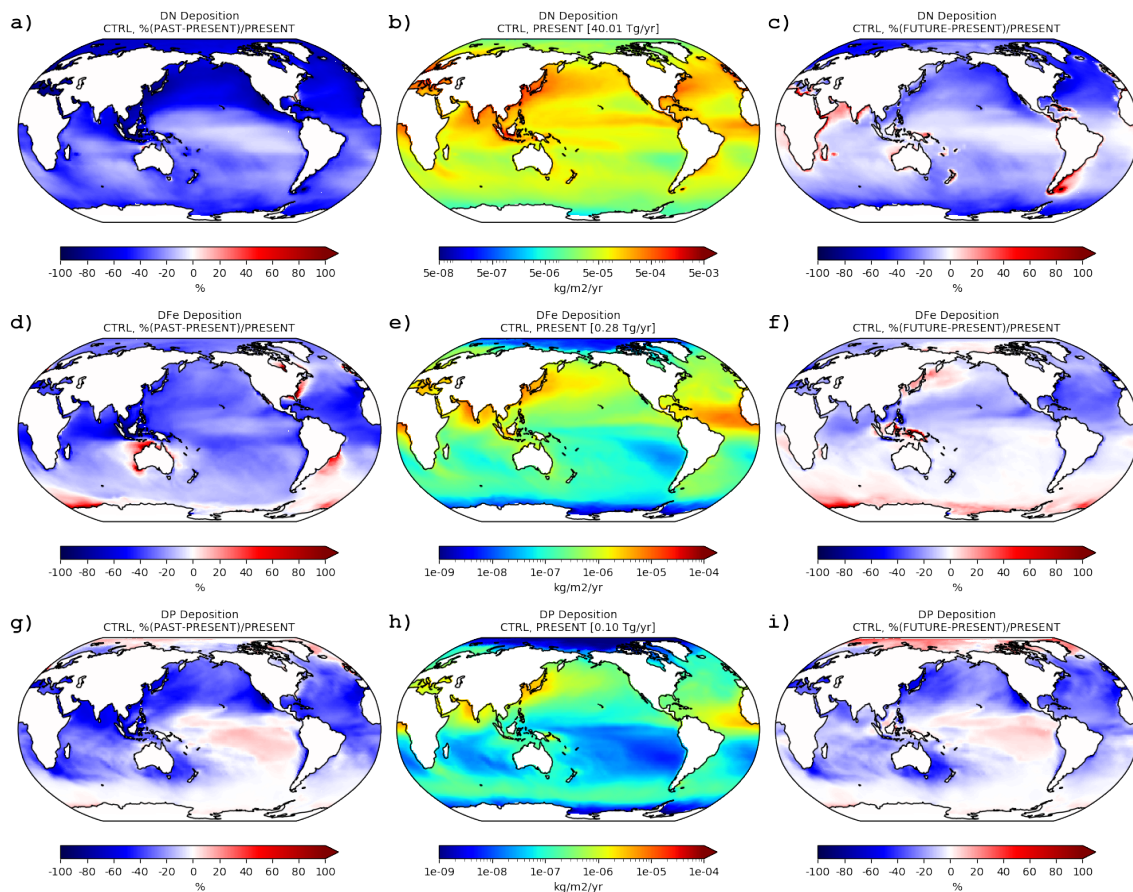 a)
DN Deposition
CTRL, %(PAST-PRESENT)/PRESENT
-100 -80 -60 -40 -20 0 20 40 60 80 100
%
b)
DN Deposition
CTRL, PRESENT [40.01 Tg/yr]
5e-08 5e-07 5e-06 5e-05 5e-04 5e-03
kg/m2/yr
c)
DN Deposition
CTRL, %(FUTURE-PRESENT)/PRESENT
-100 -80 -60 -40 -20 0 20 40 60 80 100
%
d)
DFe Deposition
CTRL, %(PAST-PRESENT)/PRESENT
-100 -80 -60 -40 -20 0 20 40 60 80 100
%
e)
DFe Deposition
CTRL, PRESENT [0.28 Tg/yr]
1e-09 1e-08 1e-07 1e-06 1e-05 1e-04
kg/m2/yr
f)
DFe Deposition
CTRL, %(FUTURE-PRESENT)/PRESENT
-100 -80 -60 -40 -20 0 20 40 60 80 100
%
g)
DP Deposition
CTRL, %(PAST-PRESENT)/PRESENT
-100 -80 -60 -40 -20 0 20 40 60 80 100
%
h)
DP Deposition
CTRL, PRESENT [0.10 Tg/yr]
1e-09 1e-08 1e-07 1e-06 1e-05 1e-04
kg/m2/yr
i)
DP Deposition
CTRL, %(FUTURE-PRESENT)/PRESENT
-100 -80 -60 -40 -20 0 20 40 60 80 100
%